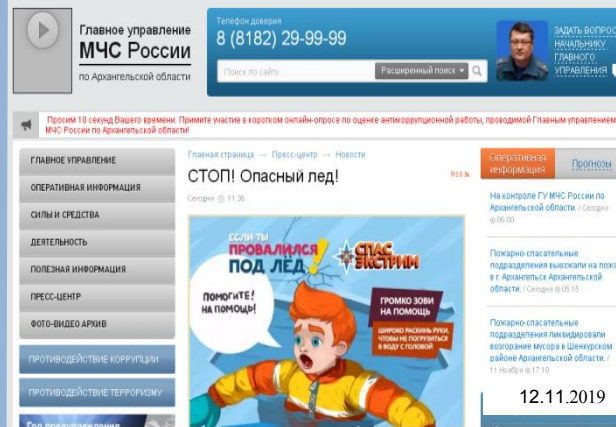 Главное управление
МЧС России
по Архангельской области
Телефон доверия
8 (8182) 29-99-99
Поиск по сайту
Расширенный поиск
ЗАДАТЬ ВОПРОС
НАЧАЛЬНИКУ
ГЛАВНОГО
УПРАВЛЕНИЯ
Просим 10 секунд Вашего времени. Примите участие в коротком онлайн-опросе по оценке антикоррупционной работы, проводимой Главным управлением
МЧС России по Архангельской области!
ГЛАВНОЕ УПРАВЛЕНИЕ
ОПЕРАТИВНАЯ ИНФОРМАЦИЯ
СИЛЫ И СРЕДСТВА
ДЕЯТЕЛЬНОСТЬ
ПОЛЕЗНАЯ ИНФОРМАЦИЯ
ПРЕСС-ЦЕНТР
ФОТО-ВИДЕО АРХИВ
ПРОТИВОДЕЙСТВИЕ КОРРУПЦИИ
ПРОТИВОДЕЙСТВИЕ ТЕРРОРИЗМУ
Год предупреждения
Главная страница → Пресс-центр → Новости
СТОП! Опасный лед!
RSS
Сегодня 11:36
ЕСЛИ ТЫ
ПРОВАЛИЛСЯ
ПОД ЛЁД
СПАС
ЭКСТРИМ
ПОМОГИТЕ!
НА ПОМОЩЬ!
ГРОМКО ЗОВИ
НА ПОМОЩЬ
ШИРОКО РАСКИНЬ РУКИ,
ЧТОБЫ НЕ ПОГРУЗИТЬСЯ
В ВОДУ С ГОЛОВОЙ
Оперативная
информация
Прогнозы
На контроле ГУ МЧС России по
Архангельской области. / Сегодня
06:00
Пожарно-спасательные
подразделения выезжали на пожа
в г. Архангельск Архангельской
области. / Сегодня 05:15
Пожарно-спасательные
подразделения ликвидировали
возгорание мусора в Шенкурском
районе Архангельской области. /
11 Ноября 17:10
12.11.2019